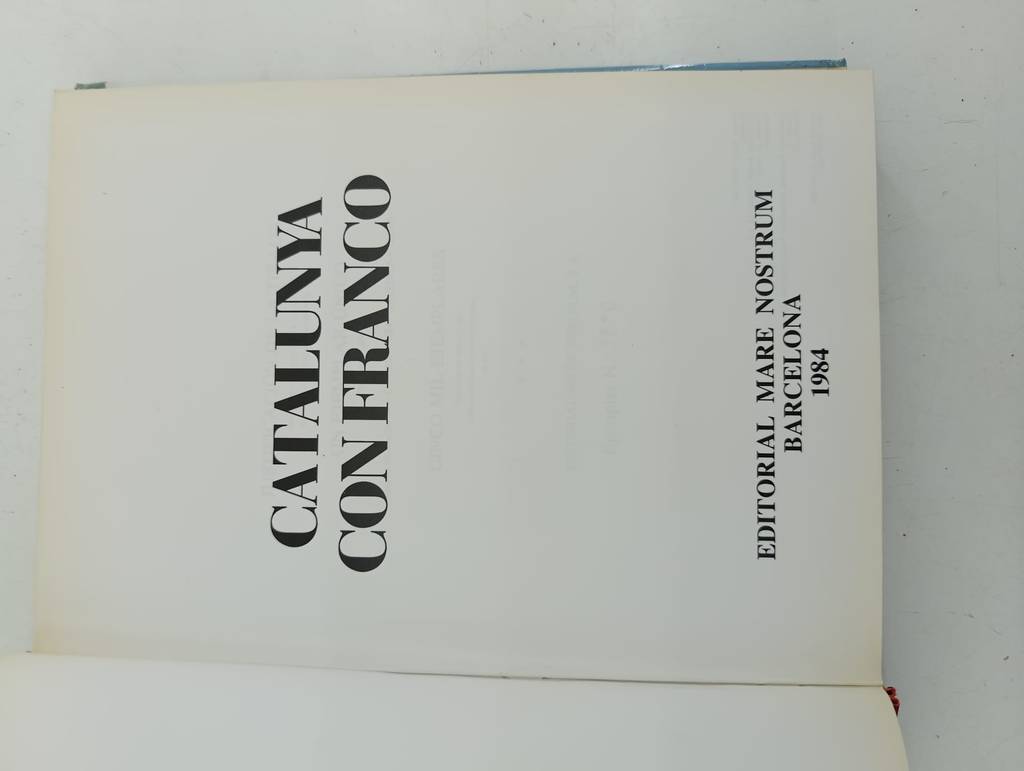 CATALUNYA
CON FRANCO
EDITORIAL MARE NOSTRUM
BARCELONA
1984